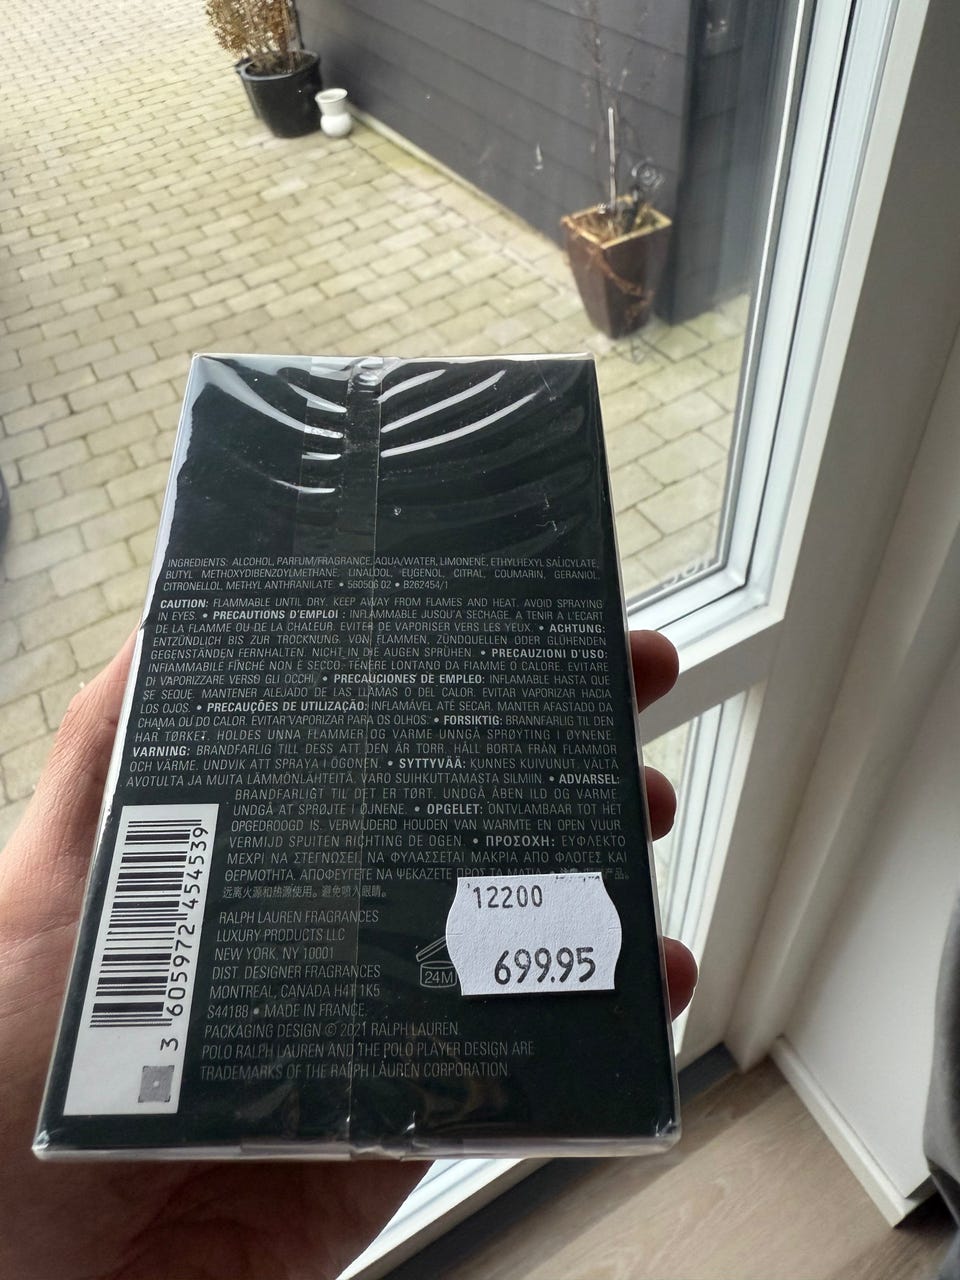 INGREDIENTS: ALCOHOL, PARFUM/FRAGRANCE, AQUA/WATER, LIMONENE, ETHYLHEXYL SALICYLATE,
BUTYL METHOXYDIBENZOYLMETHANE, LINALOOL, EUGENOL, CITRAL, COUMARIN, GERANIOL,
CITRONELLOL, METHYL ANTHRANILATE • 560506 02 • B262454/1
CAUTION: FLAMMABLE UNTIL DRY. KEEP AWAY FROM FLAMES AND HEAT. AVOID SPRAYING
IN EYES. • PRECAUTIONS D'EMPLOI : INFLAMMABLE JUSQU'A SECHAGE. A TENIR A L'ECART
DE LA FLAMME OU DE LA CHALEUR. EVITER DE VAPORISER VERS LES YEUX. • ACHTUNG:
ENTZÜNDLICH BIS ZUR TROCKNUNG. VON FLAMMEN, ZÜNDQUELLEN ODER GLÜHENDEN
GEGENSTÄNDEN FERNHALTEN. NICHT IN DIE AUGEN SPRÜHEN. • PRECAUZIONI D'USO:
INFIAMMABILE FINCHÉ NON È SECCO. TENERE LONTANO DA FIAMME O CALORE. EVITARE
DI VAPORIZZARE VERSO GLI OCCHI. • PRECAUCIONES DE EMPLEO: INFLAMABLE HASTA QUE
SE SEQUE. MANTENER ALEJADO DE LAS LLAMAS O DEL CALOR. EVITAR VAPORIZAR HACIA
LOS OJOS. • PRECAUÇÕES DE UTILIZAÇÃO: INFLAMÁVEL ATÉ SECAR. MANTER AFASTADO DA
CHAMA OU DO CALOR. EVITAR VAPORIZAR PARA OS OLHOS. • FORSIKTIG: BRANNFARLIG TIL DEN
HAR TØRKET. HOLDES UNNA FLAMMER OG VARME UNNGÅ SPRØYTING I ØYNENE.
VARNING: BRANDFARLIG TILL DESS ATT DEN ÄR TORR. HÅLL BORTA FRÅN FLAMMOR
OCH VÄRME. UNDVIK ATT SPRAYA I ÖGONEN. • SYTTYVÄÄ: KUNNES KUIVUNUT. VÄLTÄ
AVOTULTA JA MUITA LÄMMÖNLÄHTEITÄ. VARO SUIHKUTTAMASTA SILMIIN. • ADVARSEL:
BRANDFARLIGT TIL DET ER TØRT. UNDGÅ ÅBEN ILD OG VARME.
UNDGÅ AT SPRØJTE I ØJNENE. • OPGELET: ONTVLAMBAAR TOT HET
OPGEDROOGD IS. VERWIJDERD HOUDEN VAN WARMTE EN OPEN VUUR
VERMIJD SPUITEN RICHTING DE OGEN. • ΠΡΟΣΟΧΗ: ΕΥΦΛΕΚΤΟ
ΜΕΧΡΙ ΝΑ ΣΤΕΓΝΩΣΕΙ. ΝΑ ΦΥΛΑΣΣΕΤΑΙ ΜΑΚΡΙΑ ΑΠΟ ΦΛΟΓΕΣ ΚΑΙ
ΘΕΡΜΟΤΗΤΑ. ΑΠΟΦΕΥΓΕΤΕ ΝΑ ΨΕΚΑΖΕΤΕ ΠΡΟΣ ΤΑ ΜΑΤΙΑ
远离火源和热源使用。避免喷入眼睛。
RALPH LAUREN FRAGRANCES
LUXURY PRODUCTS LLC
NEW YORK, NY 10001
DIST. DESIGNER FRAGRANCES
MONTREAL, CANADA H4T 1K5
S44188 • MADE IN FRANCE.
PACKAGING DESIGN © 2021 RALPH LAUREN.
POLO RALPH LAUREN AND THE POLO PLAYER DESIGN ARE
TRADEMARKS OF THE RALPH LAUREN CORPORATION.
24M
12200
699.95
3 605972 454539